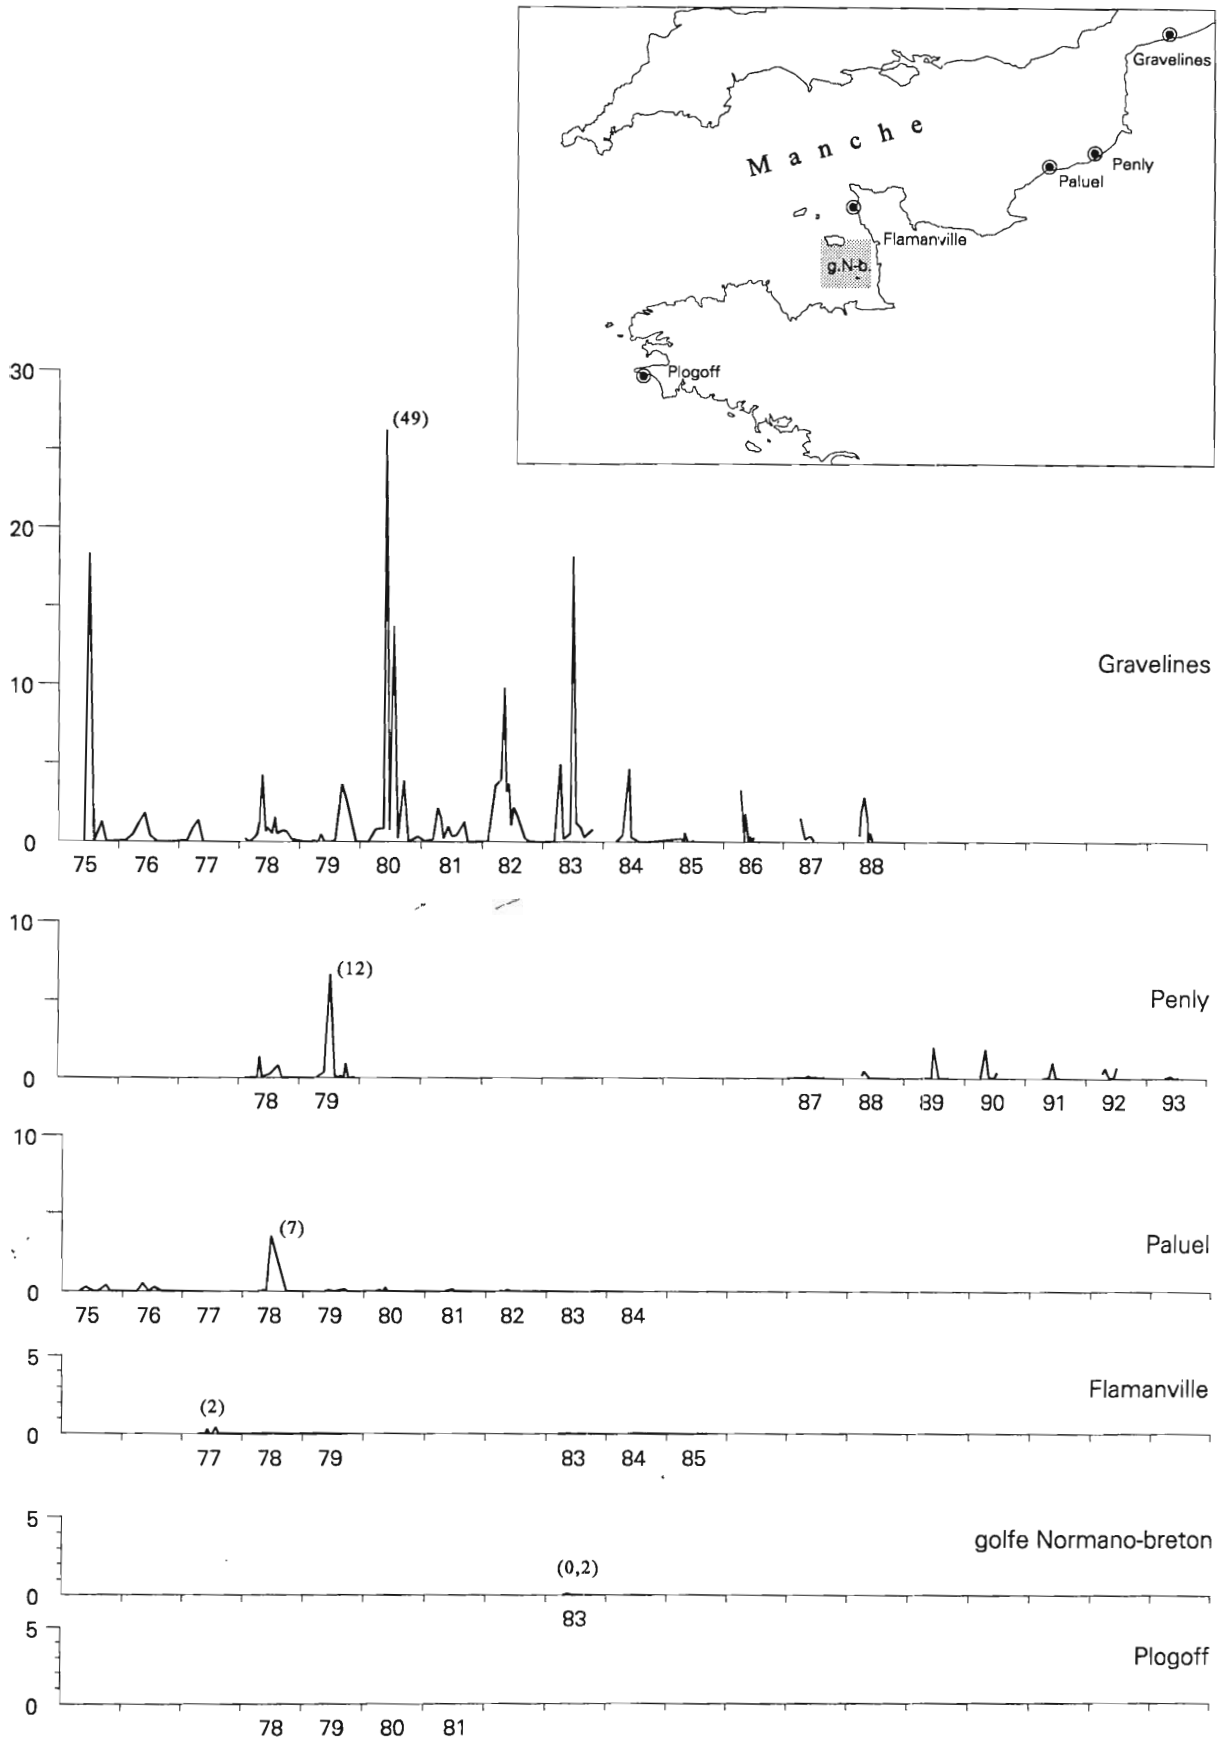 Gravelines
Manche
Penly
Paluel
Flamanville
g.N-b.
Plogoff
30
(49)
20
Gravelines
10
0
75 76 77 78 79 80 81 82 83 84 85 86 87 88
10
(12)
Penly
0
78 79 87 88 89 90 91 92 93
10
(7)
Paluel
0
75 76 77 78 79 80 81 82 83 84
5
Flamanville
(2)
0
77 78 79 83 84 85
5
golfe Normano-breton
(0,2)
0
83
5
Plogoff
0
78 79 80 81